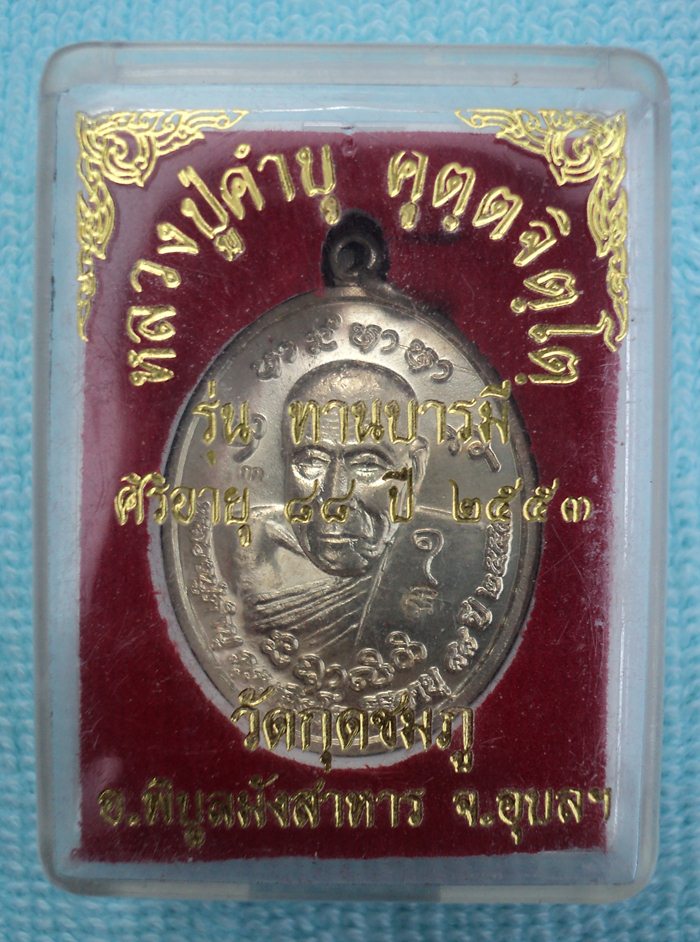 หลวงปู่คำบุ คุตฺตจิตฺโต
รุ่น ทานบารมี
ศิริอายุ ๘๘ ปี ๒๕๕๓
วัดกุดชมภู
อ.พิบูลมังสาหาร จ.อุบลฯ